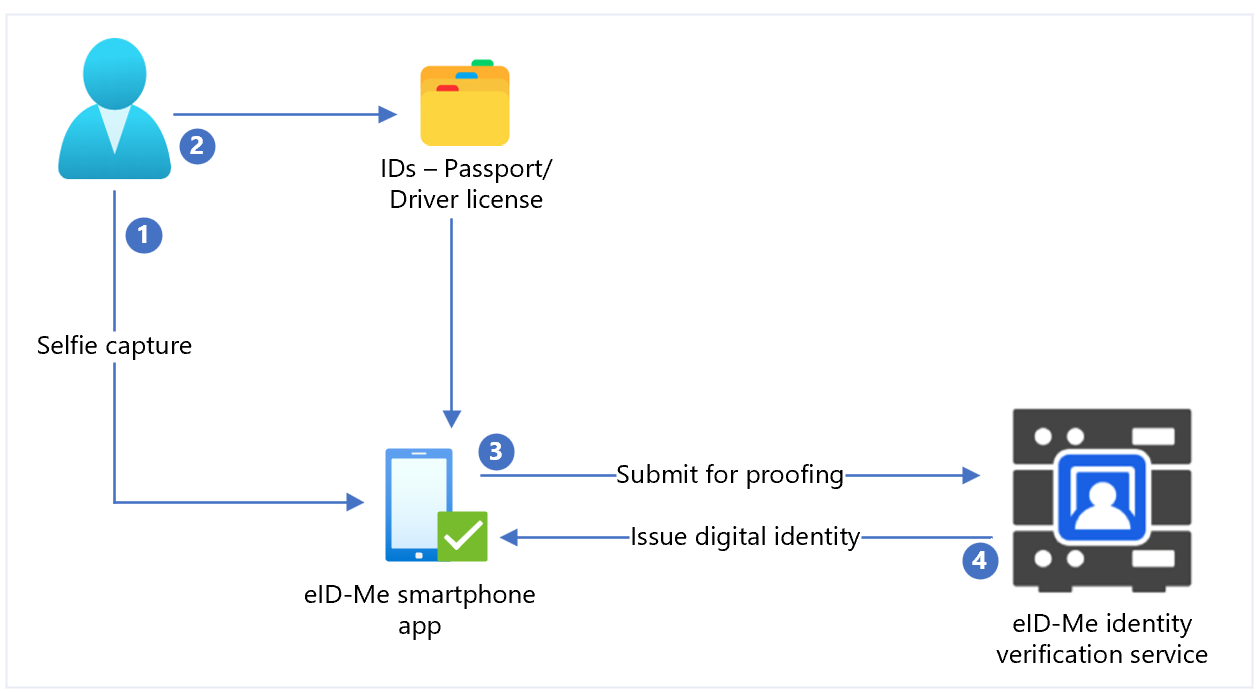 2
IDs – Passport/
Driver license
1
Selfie capture
3
Submit for proofing
Issue digital identity
4
eID-Me smartphone
app
eID-Me identity
verification service